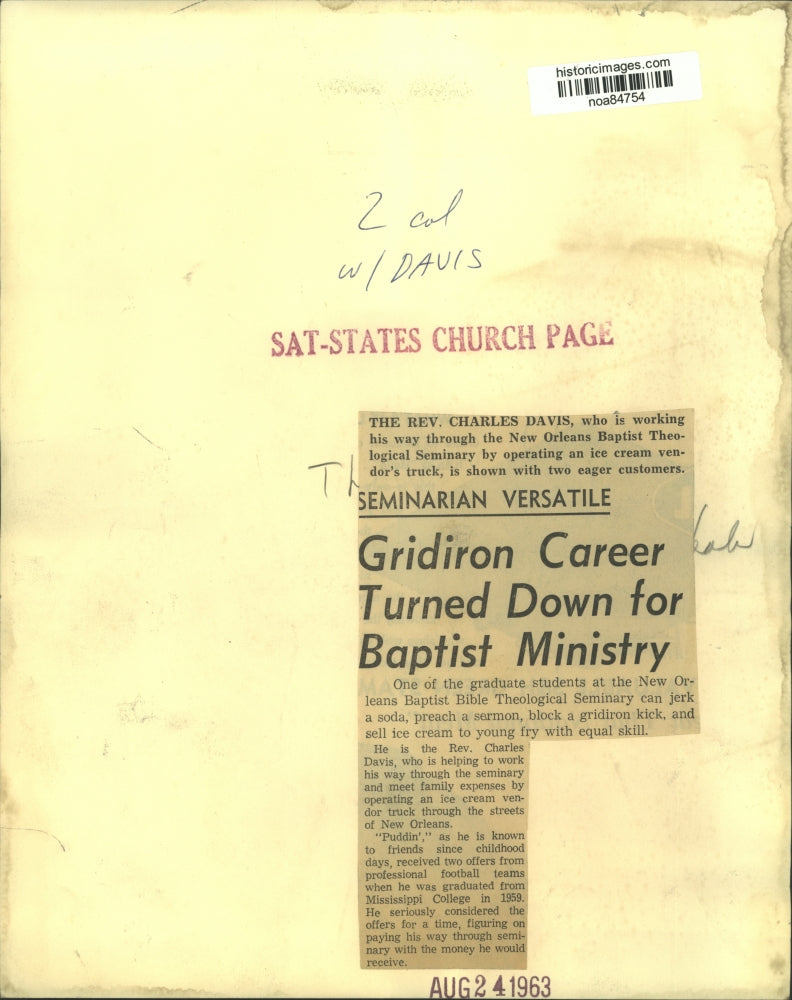 historicimages.com
noa84754
2 col
w/ DAVIS
SAT-STATES CHURCH PAGE
THE REV. CHARLES DAVIS, who is working
his way through the New Orleans Baptist Theo-
logical Seminary by operating an ice cream ven-
dor's truck, is shown with two eager customers.
SEMINARIAN VERSATILE
Gridiron Career
Turned Down for
Baptist Ministry
One of the graduate students at the New Or-
leans Baptist Bible Theological Seminary can jerk
a soda, preach a sermon, block a gridiron kick, and
sell ice cream to young fry with equal skill.
He is the Rev. Charles
Davis, who is helping to work
his way through the seminary
and meet family expenses by
operating an ice cream ven-
dor truck through the streets
of New Orleans.
"Puddin'," as he is known
to friends since childhood
days, received two offers from
professional football teams
when he was graduated from
Mississippi College in 1959.
He seriously considered the
offers for a time, figuring on
paying his way through semi-
nary with the money he would
receive.
AUG 24 1963